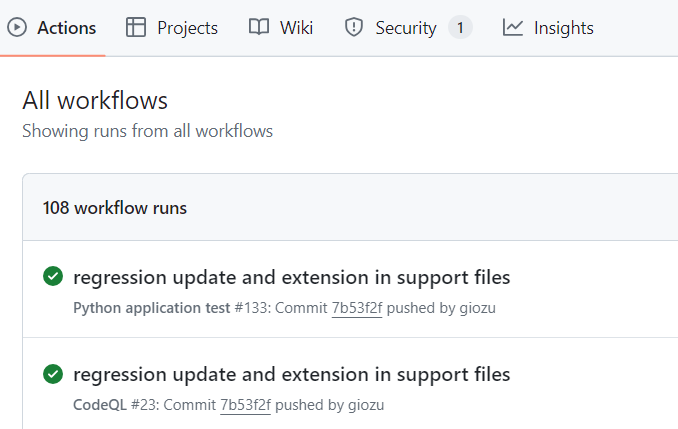 Actions Projects Wiki Security 1 Insights
All workflows
Showing runs from all workflows
108 workflow runs
regression update and extension in support files
Python application test #133: Commit 7b53f2f pushed by giozu
regression update and extension in support files
CodeQL #23: Commit 7b53f2f pushed by giozu